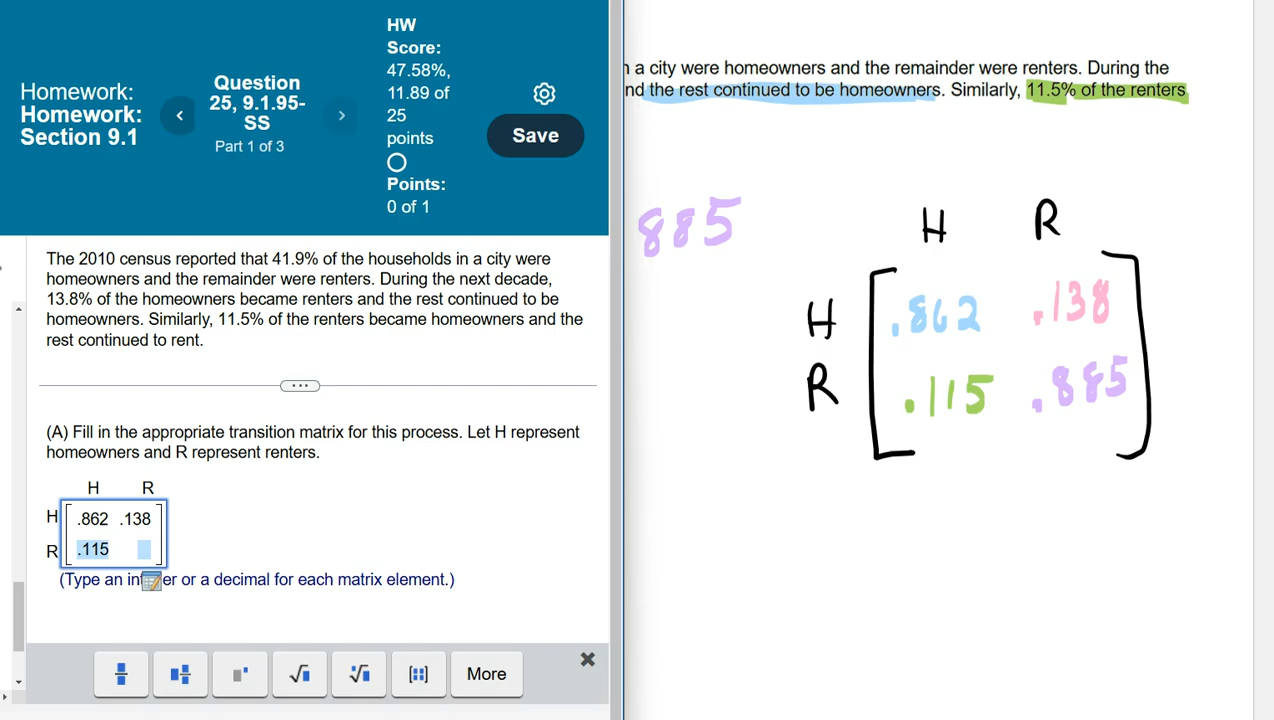 Homework:
Homework:
Section 9.1
Question
25, 9.1.95-
SS
Part 1 of 3
HW
Score:
47.58%,
11.89 of
25
points
Points:
0 of 1
Save
The 2010 census reported that 41.9% of the households in a city were
homeowners and the remainder were renters. During the next decade,
13.8% of the homeowners became renters and the rest continued to be
homeowners. Similarly, 11.5% of the renters became homeowners and the
rest continued to rent.
(A) Fill in the appropriate transition matrix for this process. Let H represent
homeowners and R represent renters.
H R
H .862 .138
R .115
(Type an or a decimal for each matrix element.)
More
a city were homeowners and the remainder were renters. During the
the rest continued to be homeowners. Similarly, 11.5% of the renters
885
H R
H .862 .138
R .115 .885